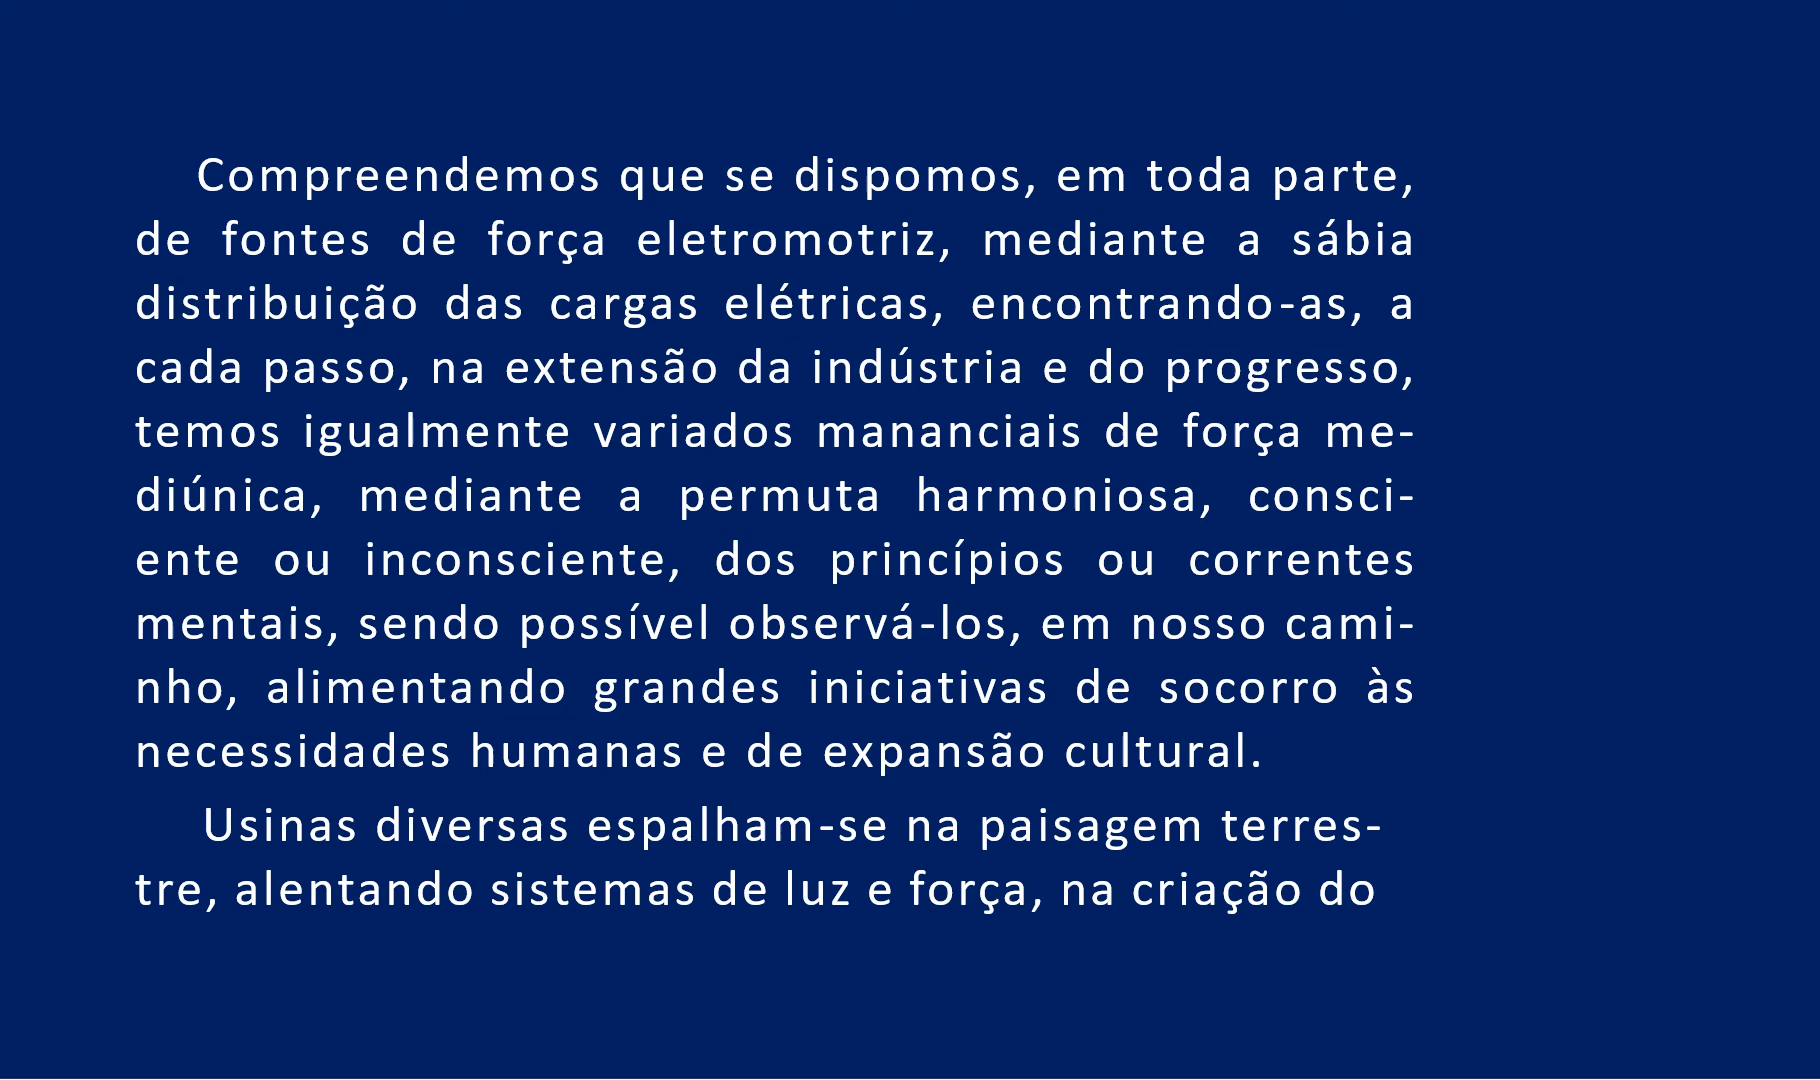 Compreendemos que se dispomos, em toda parte,
de fontes de força eletromotriz, mediante a sábia
distribuição das cargas elétricas, encontrando-as, a
cada passo, na extensão da indústria e do progresso,
temos igualmente variados mananciais de força me-
diúnica, mediante a permuta harmoniosa, consci-
ente ou inconsciente, dos princípios ou correntes
mentais, sendo possível observá-los, em nosso cami-
nho, alimentando grandes iniciativas de socorro às
necessidades humanas e de expansão cultural.
Usinas diversas espalham-se na paisagem terres-
tre, alentando sistemas de luz e força, na criação do